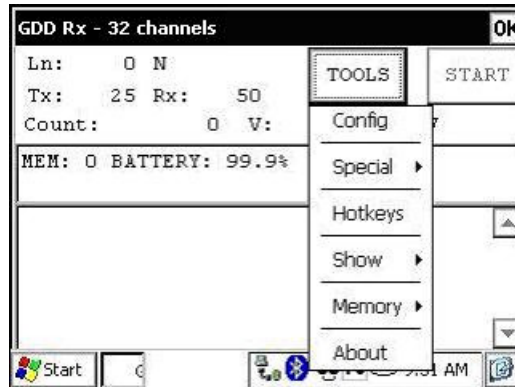 GDD Rx - 32 channels OK
Ln: 0 N
TOOLS START
Tx: 25 Rx: 50
Count: 0 V:
Config
MEM: 0 BATTERY: 99.9%
Special
Hotkeys
Show
Memory
About
Start AM